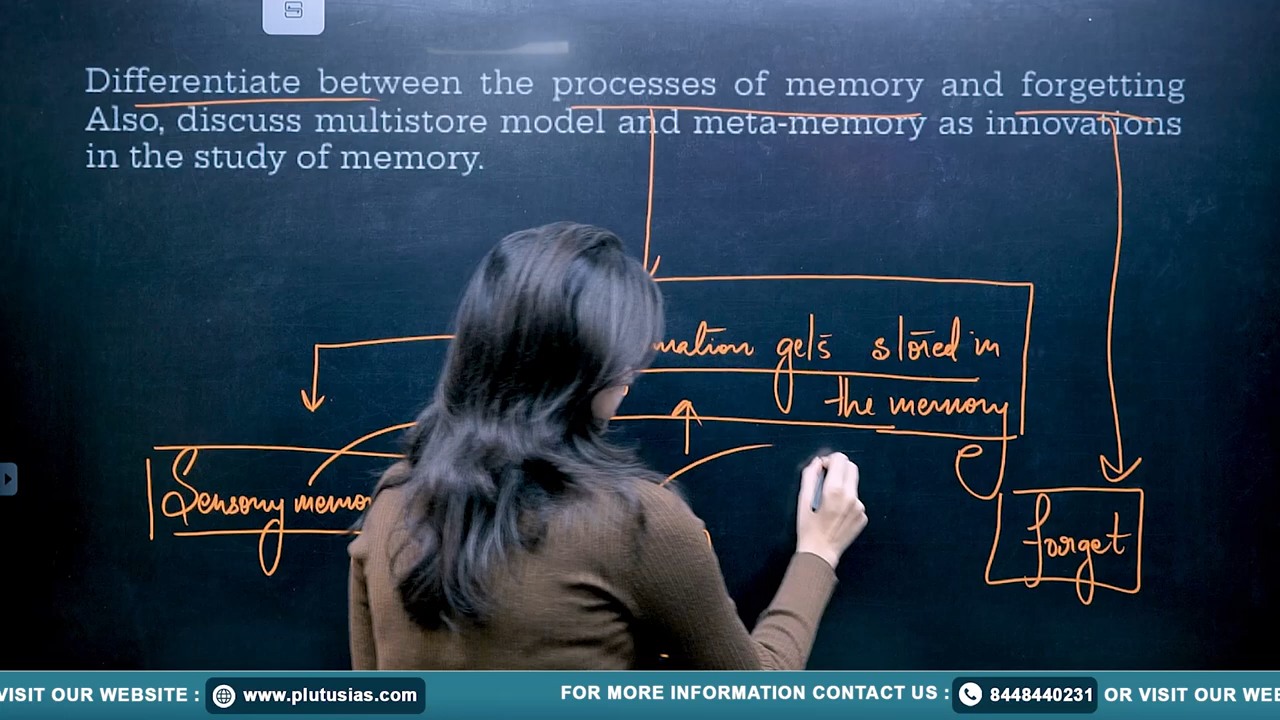 Differentiate between the processes of memory and forgetting
Also, discuss multistore model and meta-memory as innovations
in the study of memory.
gets stored in
the memory
Sensory
forget
VISIT OUR WEBSITE : www.plutusias.com FOR MORE INFORMATION CONTACT US : 8448440231 OR VISIT OUR